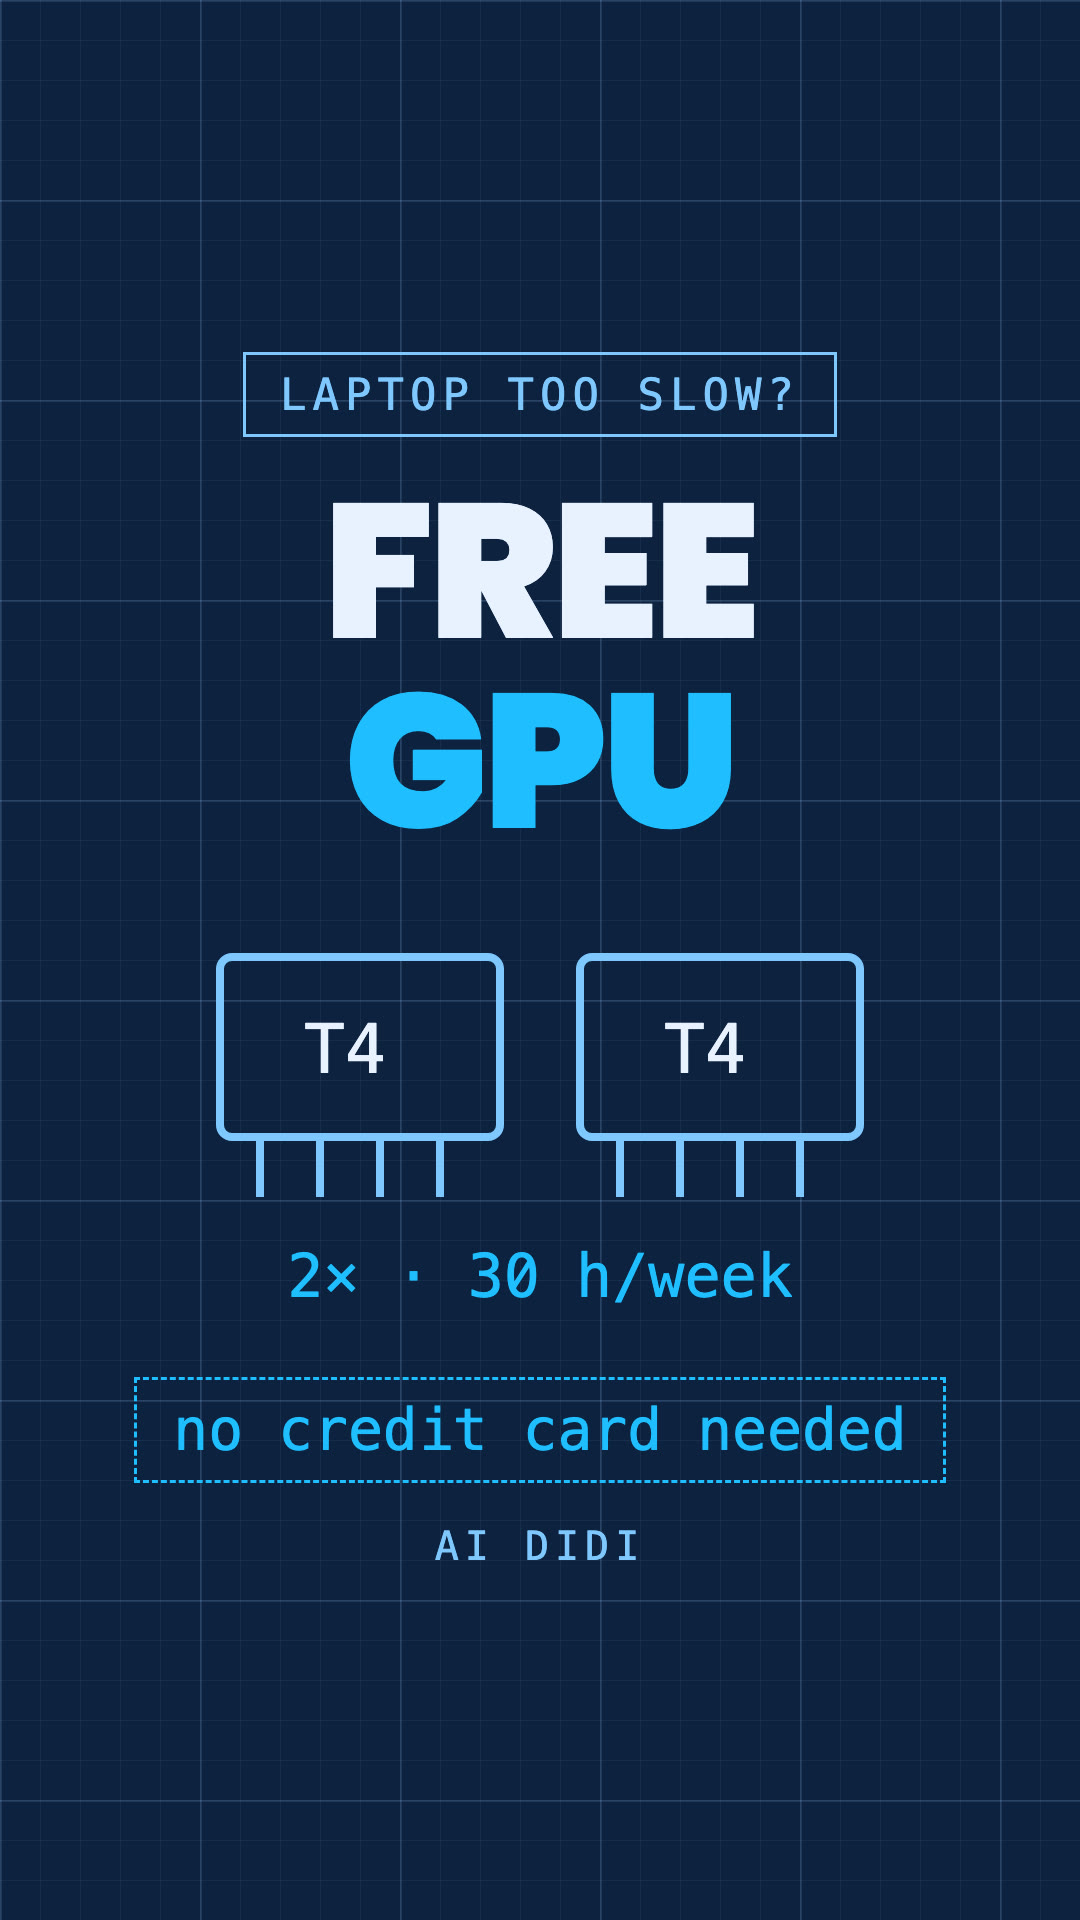 LAPTOP TOO SLOW?
FREE
GPU
T4 T4
2× · 30 h/week
no credit card needed
AI DIDI